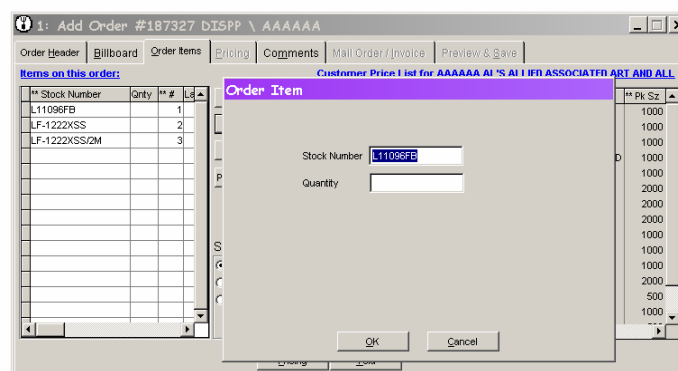 1: Add Order #187327 DISPP \ AAAAAA
Order Header Billboard Order Items Pricing Comments Mail Order / Invoice Preview & Save
Items on this order:
Customer Price List for AAAAAA AL'S ALLIED ASSOCIATED ART AND ALL
** Stock Number Qnty ** # La
L11096FB 1
LF-1222XSS 2
LF-1222XSS/2M 3
Order Item
Stock Number L11096FB
Quantity
OK Cancel
** Pk Sz
1000
1000
1000
D 1000
1000
2000
2000
2000
1000
1000
1000
2000
500
1000
P
S
Pricing